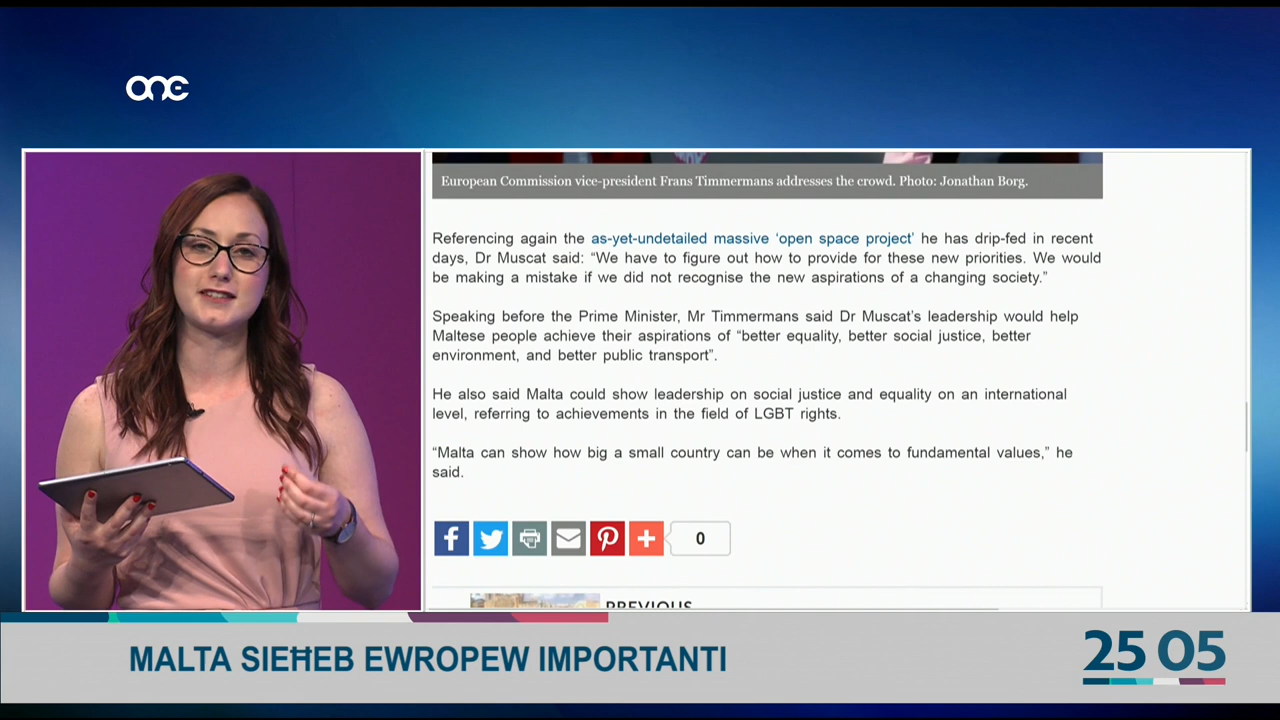 one
European Commission vice-president Frans Timmermans addresses the crowd. Photo: Jonathan Borg.
Referencing again the as-yet-undetailed massive ‘open space project’ he has drip-fed in recent
days, Dr Muscat said: “We have to figure out how to provide for these new priorities. We would
be making a mistake if we did not recognise the new aspirations of a changing society.”
Speaking before the Prime Minister, Mr Timmermans said Dr Muscat’s leadership would help
Maltese people achieve their aspirations of “better equality, better social justice, better
environment, and better public transport”.
He also said Malta could show leadership on social justice and equality on an international
level, referring to achievements in the field of LGBT rights.
“Malta can show how big a small country can be when it comes to fundamental values,” he
said.
0
PREVIOUS
MALTA SIEĦEB EWROPEW IMPORTANTI
25 05